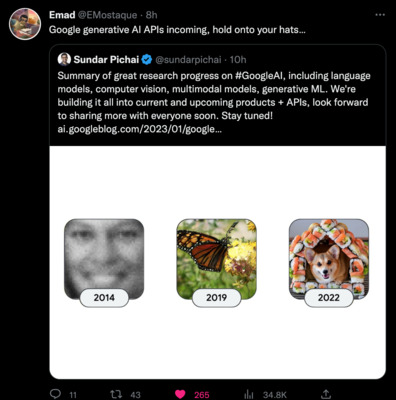 Emad @EMostaque · 8h
Google generative AI APIs incoming, hold onto your hats...
Sundar Pichai @sundarpichai · 10h
Summary of great research progress on #GoogleAI, including language
models, computer vision, multimodal models, generative ML. We're
building it all into current and upcoming products + APIs, look forward
to sharing more with everyone soon. Stay tuned!
ai.googleblog.com/2023/01/google...
2014
2019
2022
11
43
265
34.8K